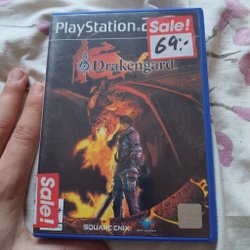 PlayStation 2
Sale!
69:-
Drakengard
Sale!
SQUARE ENIX